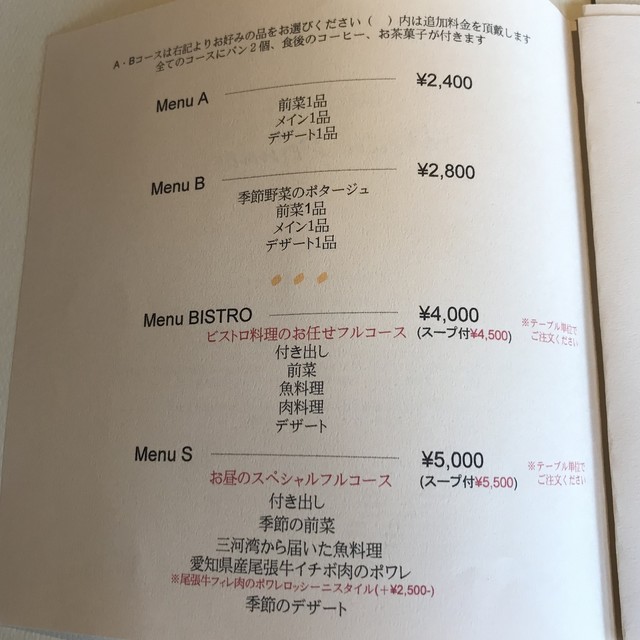 A・Bコースは右記よりお好みの品をお選びください（　）内は追加料金を頂戴します
全てのコースにパン２個、食後のコーヒー、お茶菓子が付きます
Menu A ¥2,400
前菜1品
メイン1品
デザート1品
Menu B ¥2,800
季節野菜のポタージュ
前菜1品
メイン1品
デザート1品
Menu BISTRO ¥4,000
ビストロ料理のお任せフルコース (スープ付¥4,500)
※テーブル単位で
ご注文ください
付き出し
前菜
魚料理
肉料理
デザート
Menu S ¥5,000
お昼のスペシャルフルコース (スープ付¥5,500)
※テーブル単位で
ご注文ください
付き出し
季節の前菜
三河湾から届いた魚料理
愛知県産尾張牛イチボ肉のポワレ
※尾張牛フィレ肉のポワレロッシーニスタイル(＋¥2,500-)
季節のデザート